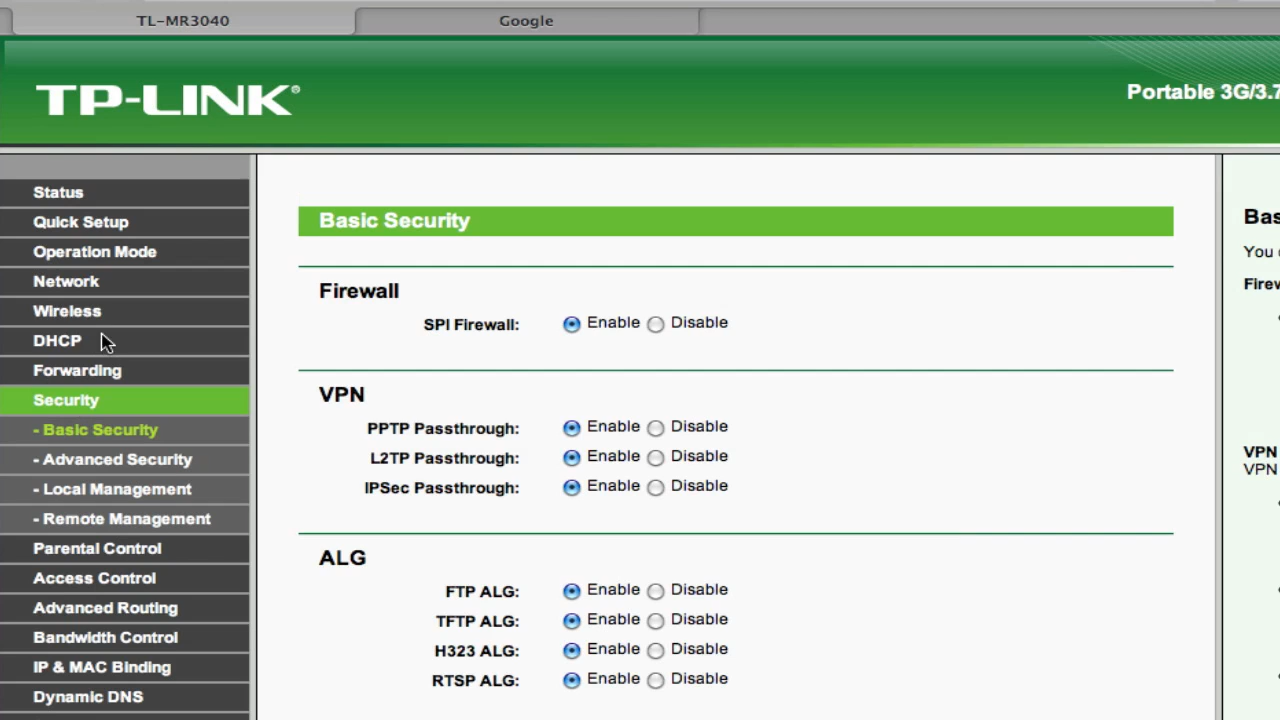 TL-MR3040
Google
TP-LINK®
Portable 3G/3.7
Status
Quick Setup
Operation Mode
Network
Wireless
DHCP
Forwarding
Security
- Basic Security
- Advanced Security
- Local Management
- Remote Management
Parental Control
Access Control
Advanced Routing
Bandwidth Control
IP & MAC Binding
Dynamic DNS
Basic Security
Firewall
SPI Firewall: Enable Disable
VPN
PPTP Passthrough: Enable Disable
L2TP Passthrough: Enable Disable
IPSec Passthrough: Enable Disable
ALG
FTP ALG: Enable Disable
TFTP ALG: Enable Disable
H323 ALG: Enable Disable
RTSP ALG: Enable Disable
Bas
You
Firew
VPN
VPN